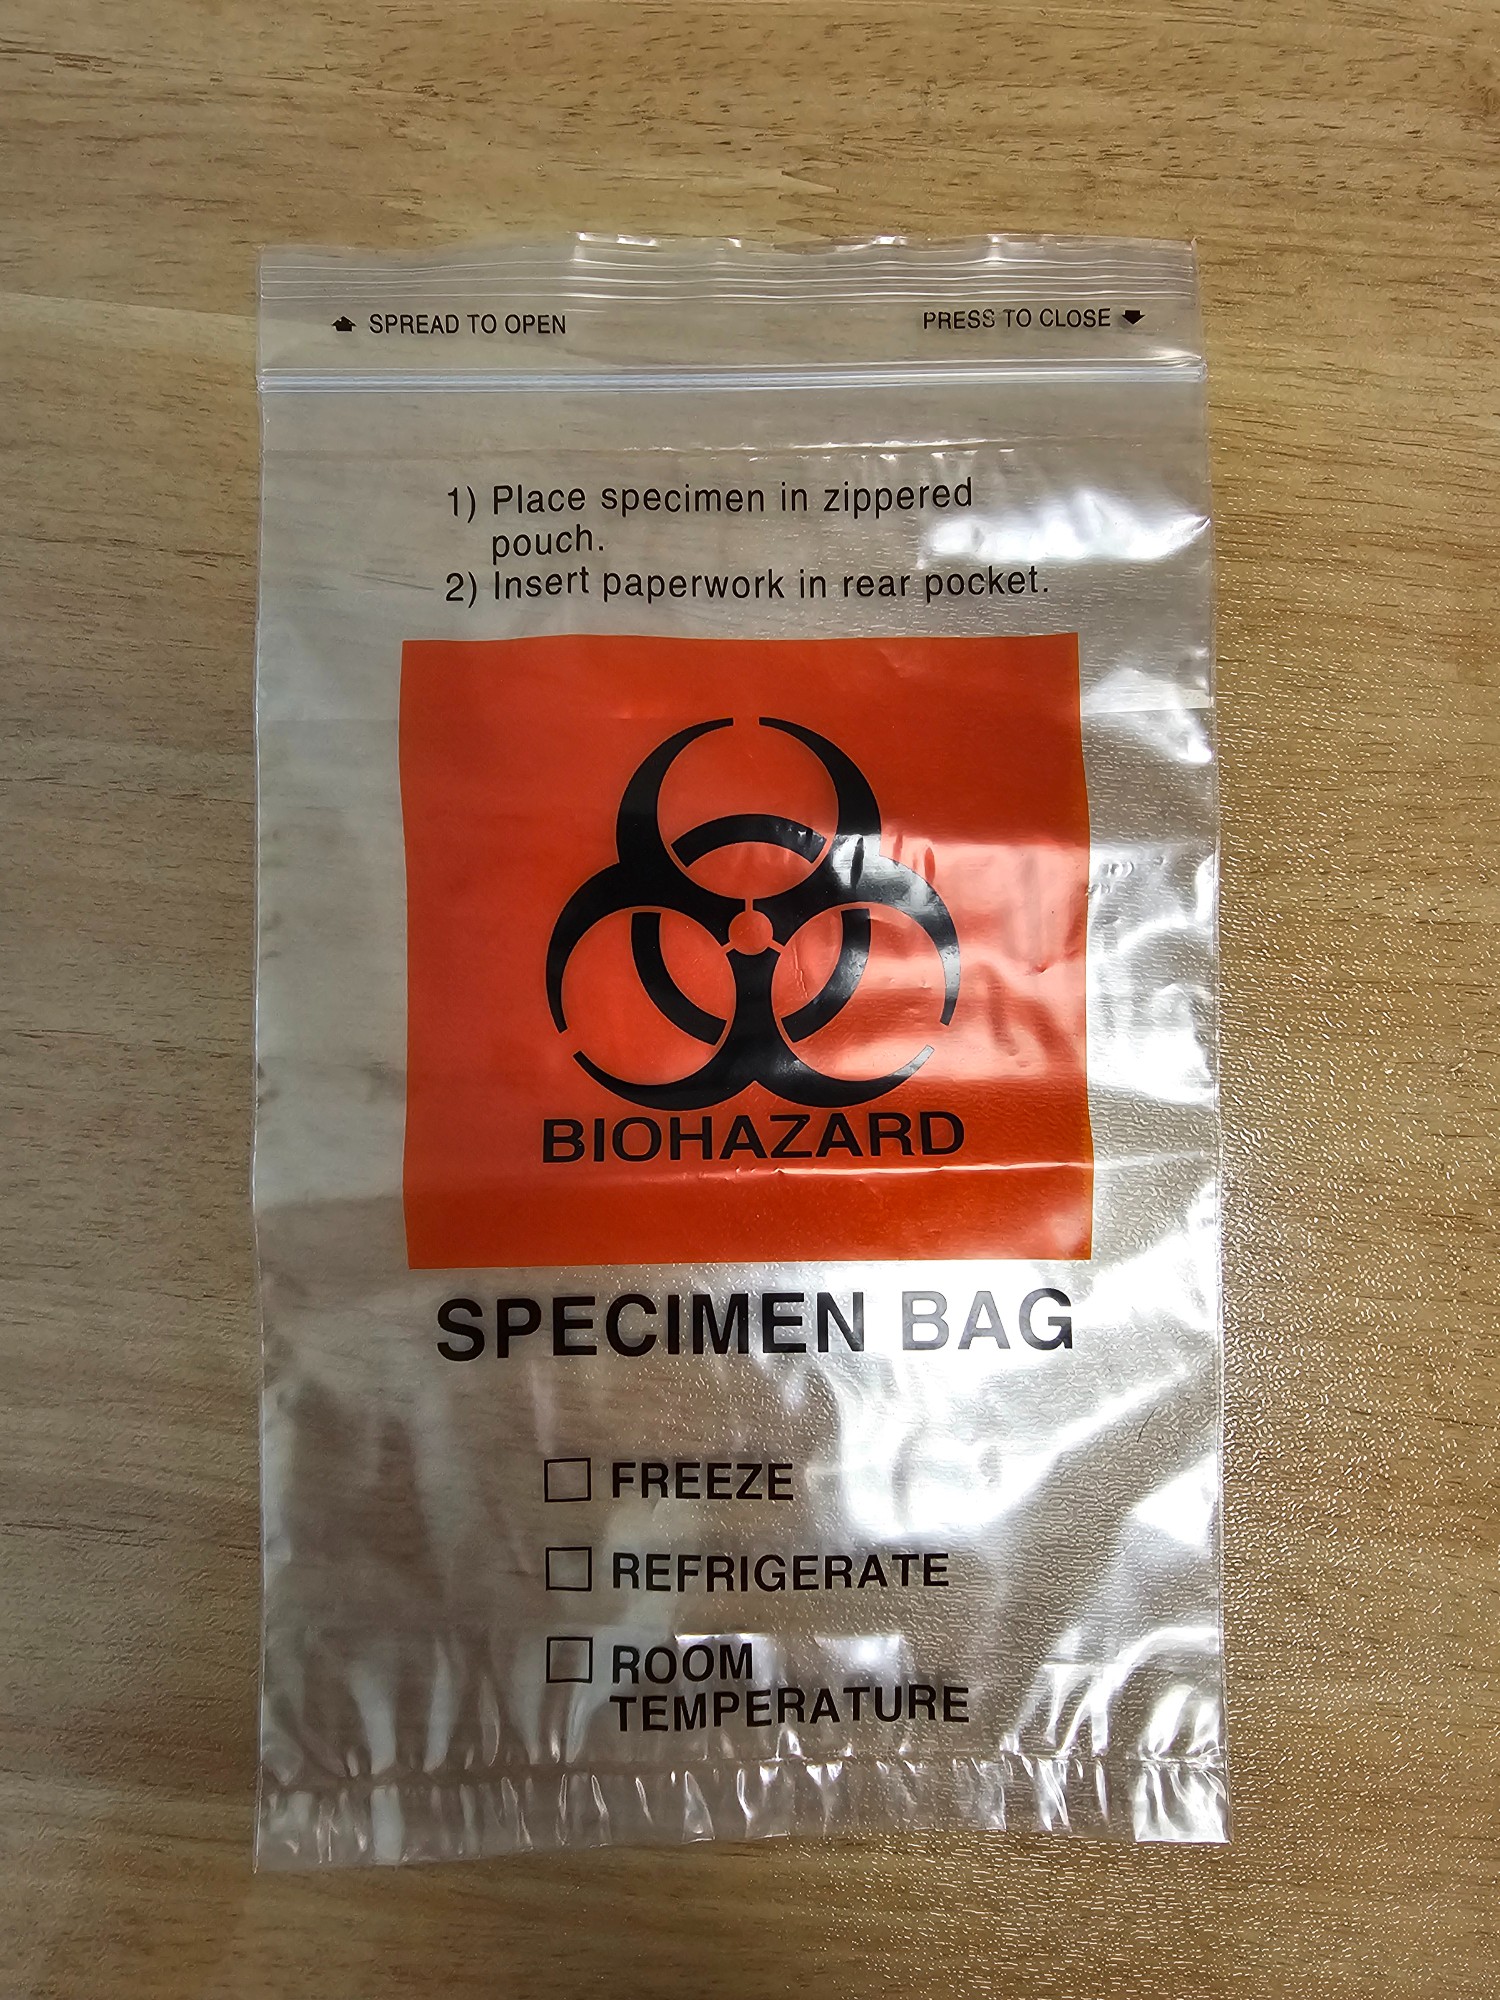 SPREAD TO OPEN
PRESS TO CLOSE
1) Place specimen in zippered
pouch.
2) Insert paperwork in rear pocket.
BIOHAZARD
SPECIMEN BAG
FREEZE
REFRIGERATE
ROOM
TEMPERATURE